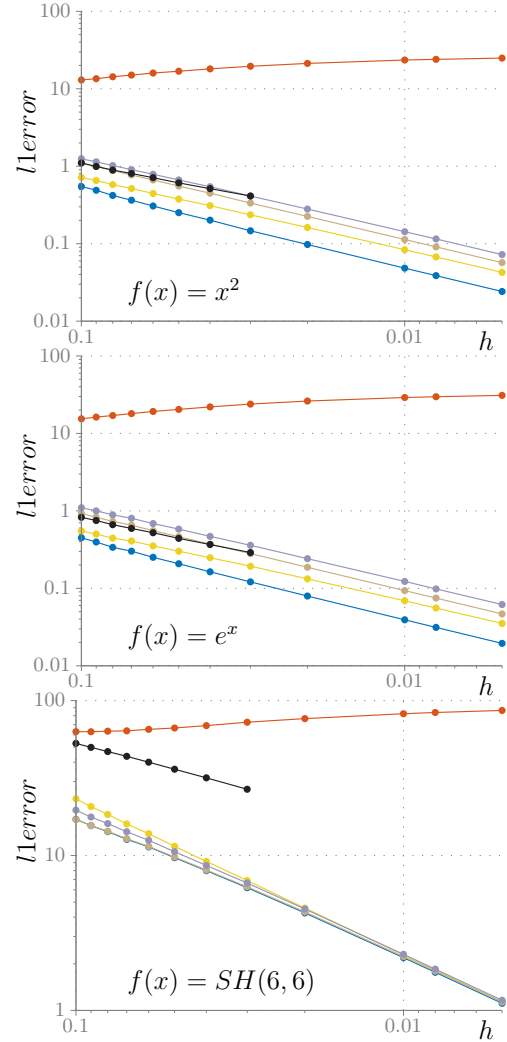 100
10
l1error
1
0.1
f(x) = x²
0.01
0.1 0.01 h
100
10
l1error
1
0.1
f(x) = eˣ
0.01
0.1 0.01 h
100
l1error
10
f(x) = SH(6, 6)
1
0.1 0.01 h